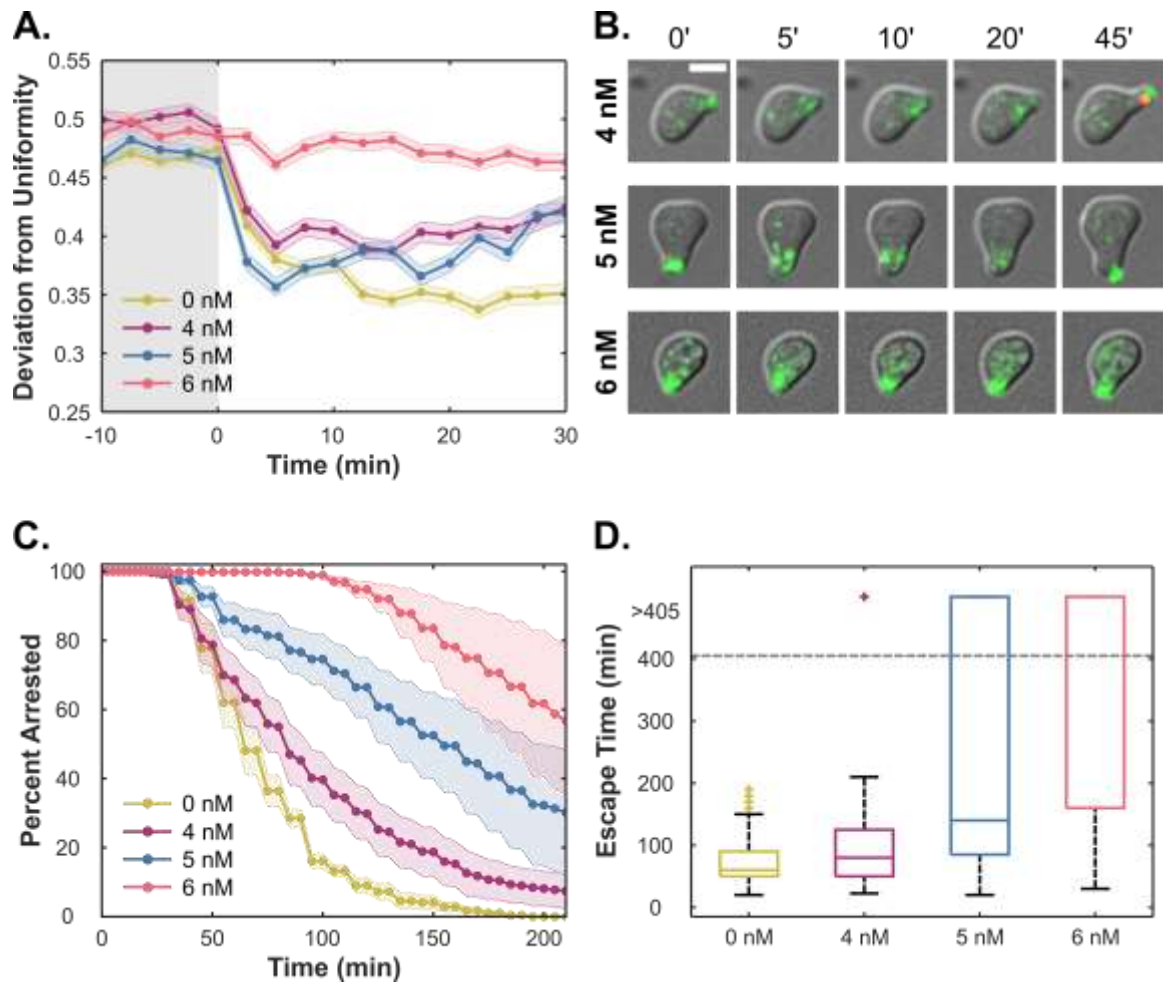 A.
0.55
0.5
0.45
0.4
0.35
0.3
0.25
Deviation from Uniformity
0 nM
4 nM
5 nM
6 nM
-10 0 10 20 30
Time (min)
B.
0' 5' 10' 20' 45'
4 nM
5 nM
6 nM
C.
100
80
60
40
20
0
Percent Arrested
0 nM
4 nM
5 nM
6 nM
0 50 100 150 200
Time (min)
D.
>405
400
300
200
100
0
Escape Time (min)
0 nM 4 nM 5 nM 6 nM